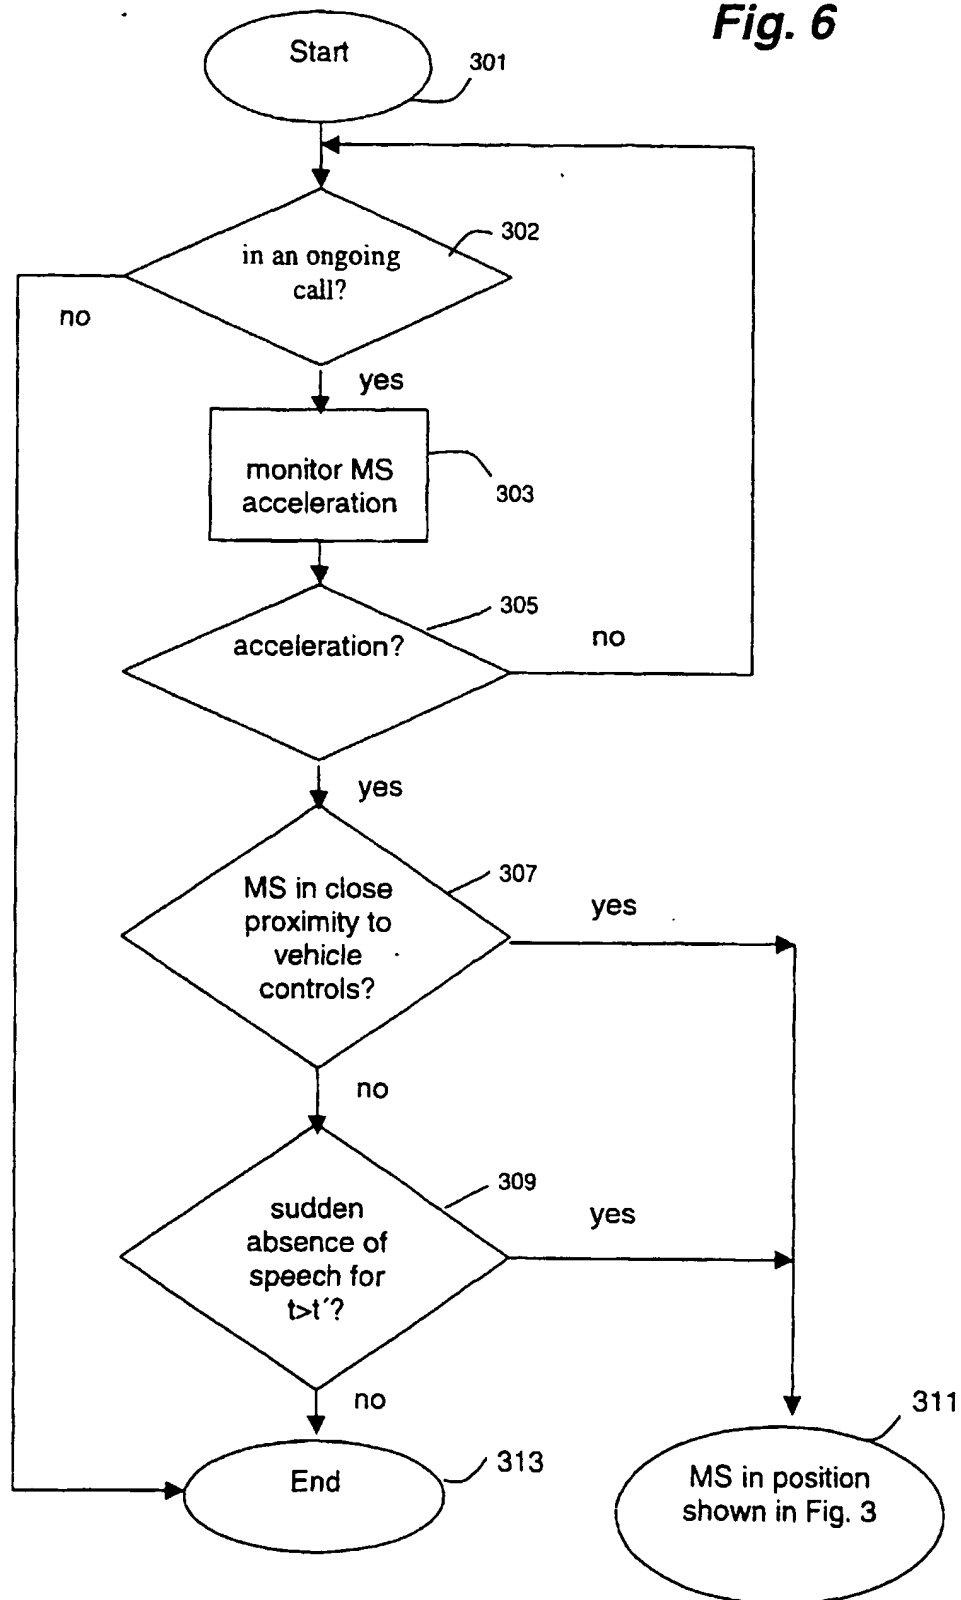 Fig. 6
Start
301
302
in an ongoing
call?
no
yes
monitor MS
acceleration
303
305
acceleration?
no
yes
307
MS in close
proximity to
vehicle
controls?
yes
no
309
sudden
absence of
speech for
t>t´?
yes
no
311
End
313
MS in position
shown in Fig. 3